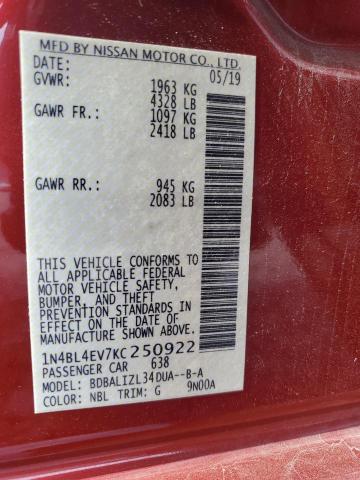 MFD BY NISSAN MOTOR CO., LTD.
DATE: 05/19
GVWR: 1963 KG
4328 LB
GAWR FR.: 1097 KG
2418 LB
GAWR RR.: 945 KG
2083 LB
THIS VEHICLE CONFORMS TO
ALL APPLICABLE FEDERAL
MOTOR VEHICLE SAFETY,
BUMPER, AND THEFT
PREVENTION STANDARDS IN
EFFECT ON THE DATE OF
MANUFACTURE SHOWN ABOVE.
1N4BL4EV7KC250922
PASSENGER CAR 638
MODEL: BDBALIZL34DUA--B-A
COLOR: NBL TRIM: G 9N00A